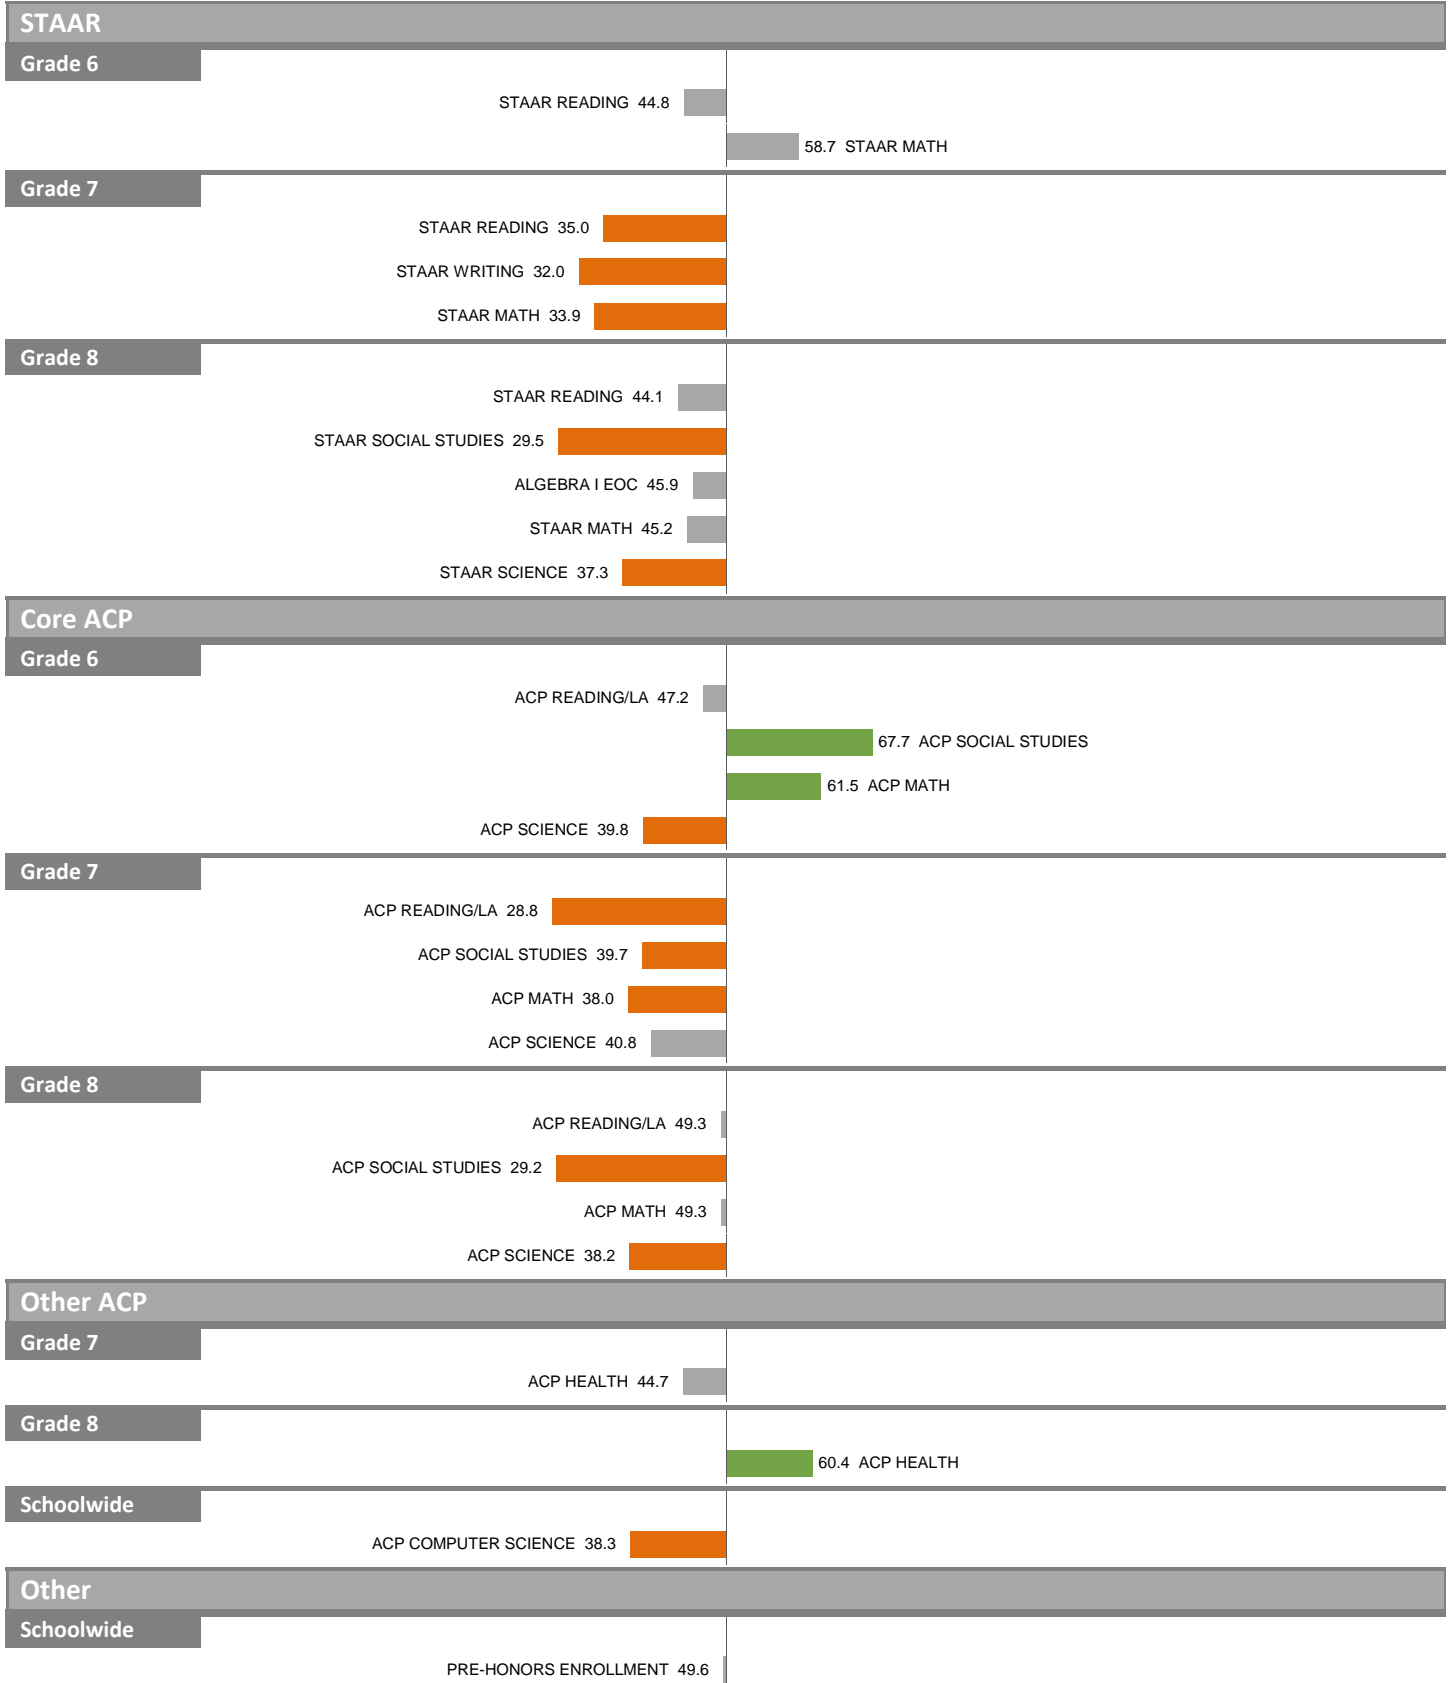 STAAR
Grade 6
STAAR READING 44.8
58.7 STAAR MATH
Grade 7
STAAR READING 35.0
STAAR WRITING 32.0
STAAR MATH 33.9
Grade 8
STAAR READING 44.1
STAAR SOCIAL STUDIES 29.5
ALGEBRA I EOC 45.9
STAAR MATH 45.2
STAAR SCIENCE 37.3
Core ACP
Grade 6
ACP READING/LA 47.2
67.7 ACP SOCIAL STUDIES
61.5 ACP MATH
ACP SCIENCE 39.8
Grade 7
ACP READING/LA 28.8
ACP SOCIAL STUDIES 39.7
ACP MATH 38.0
ACP SCIENCE 40.8
Grade 8
ACP READING/LA 49.3
ACP SOCIAL STUDIES 29.2
ACP MATH 49.3
ACP SCIENCE 38.2
Other ACP
Grade 7
ACP HEALTH 44.7
Grade 8
60.4 ACP HEALTH
Schoolwide
ACP COMPUTER SCIENCE 38.3
Other
Schoolwide
PRE-HONORS ENROLLMENT 49.6